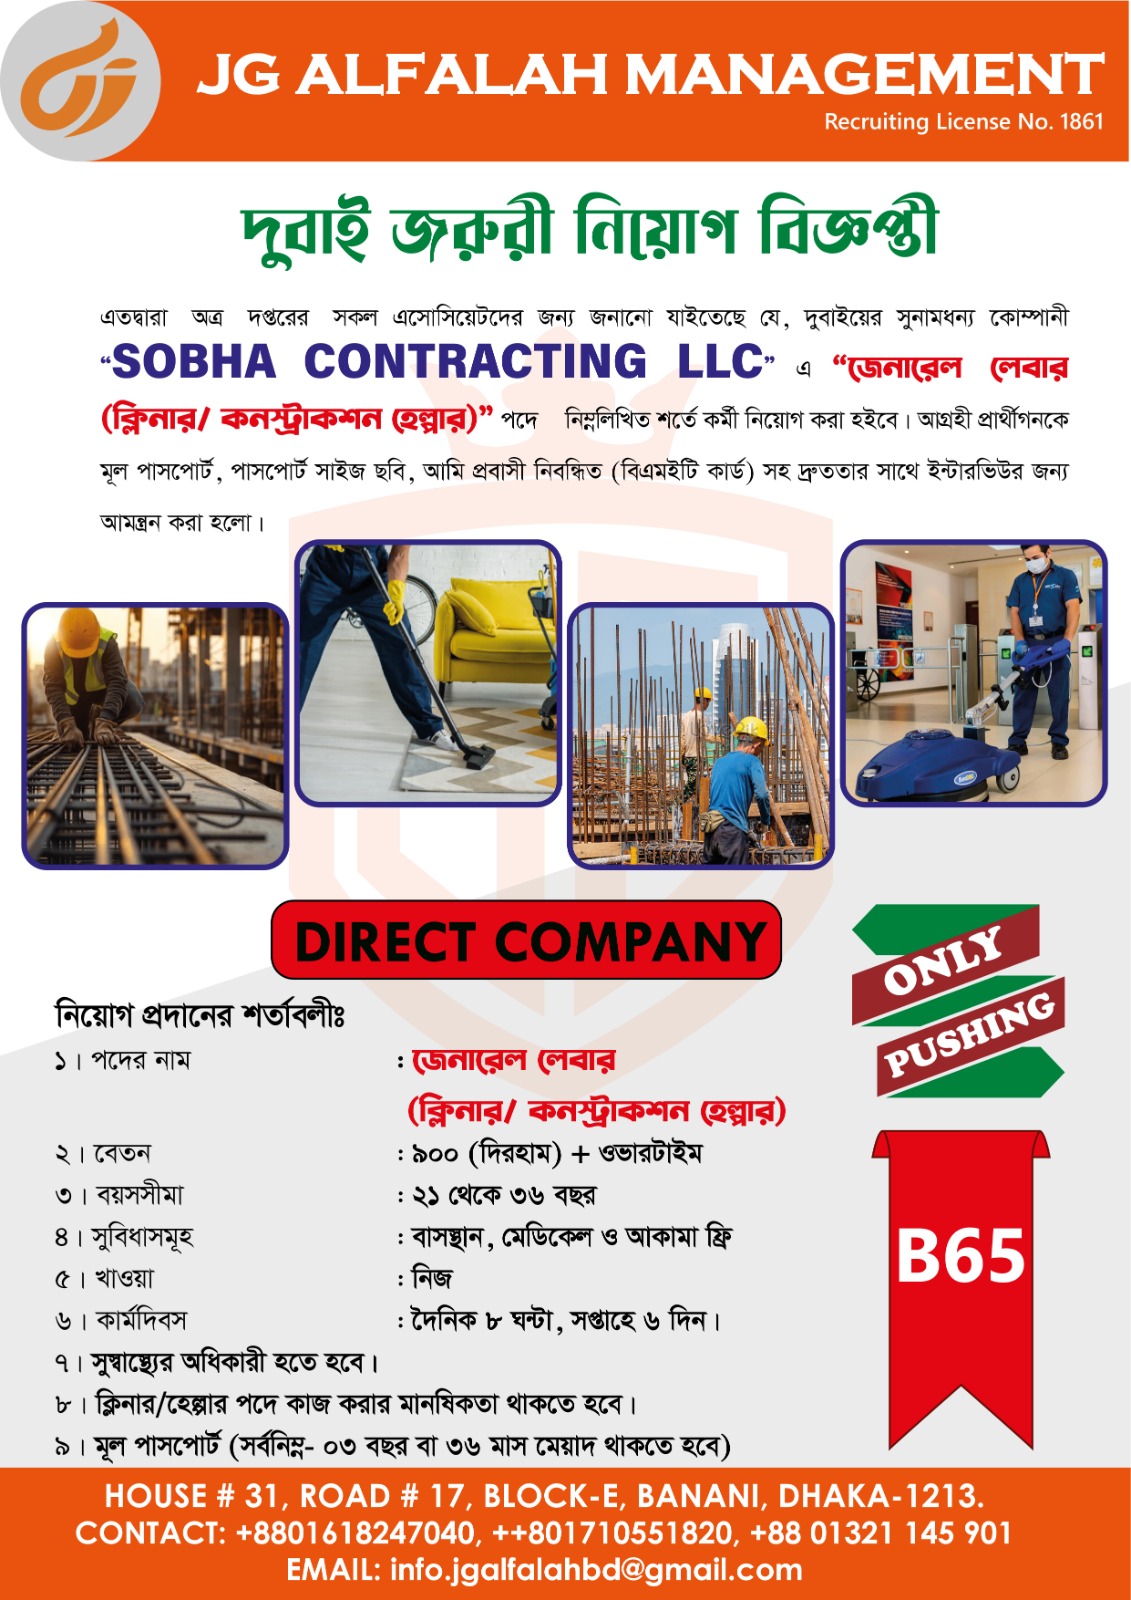 JG ALFALAH MANAGEMENT
Recruiting License No. 1861
দুবাই জরুরী নিয়োগ বিজ্ঞপ্তী
এতদ্বারা অত্র দপ্তরের সকল এসোসিয়েটদের জন্য জনানো যাইতেছে যে, দুবাইয়ের সুনামধন্য কোম্পানী
“SOBHA CONTRACTING LLC” এ “জেনারেল লেবার
(ক্লিনার/ কনস্ট্রাকশন হেল্পার)” পদে নিম্নলিখিত শর্তে কর্মী নিয়োগ করা হইবে। আগ্রহী প্রার্থীগনকে
মূল পাসপোর্ট, পাসপোর্ট সাইজ ছবি, আমি প্রবাসী নিবন্ধিত (বিএমইটি কার্ড) সহ দ্রুততার সাথে ইন্টারভিউর জন্য
আমন্ত্রন করা হলো।
DIRECT COMPANY
ONLY
PUSHING
নিয়োগ প্রদানের শর্তাবলীঃ
১। পদের নাম : জেনারেল লেবার
(ক্লিনার/ কনস্ট্রাকশন হেল্পার)
২। বেতন : ৯০০ (দিরহাম) + ওভারটাইম
৩। বয়সসীমা : ২১ থেকে ৩৬ বছর
৪। সুবিধাসমূহ : বাসস্থান, মেডিকেল ও আকামা ফ্রি
৫। খাওয়া : নিজ
৬। কার্মদিবস : দৈনিক ৮ ঘন্টা, সপ্তাহে ৬ দিন।
৭। সুস্বাস্থ্যের অধিকারী হতে হবে।
৮। ক্লিনার/হেল্পার পদে কাজ করার মানষিকতা থাকতে হবে।
৯। মূল পাসপোর্ট (সর্বনিম্ন- ০৩ বছর বা ৩৬ মাস মেয়াদ থাকতে হবে)
B65
HOUSE # 31, ROAD # 17, BLOCK-E, BANANI, DHAKA-1213.
CONTACT: +8801618247040, ++801710551820, +88 01321 145 901
EMAIL: info.jgalfalahbd@gmail.com